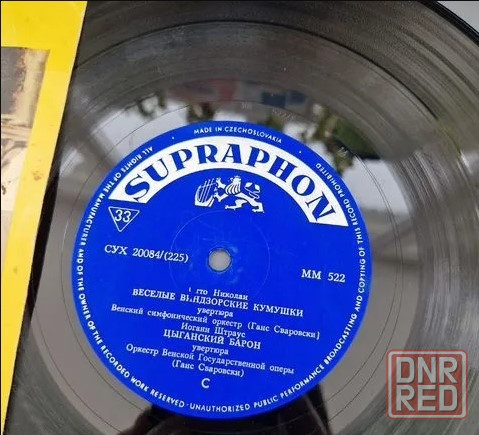 MADE IN CZECHOSLOVAKIA
ALL RIGHTS OF THE MANUFACTURER AND OF THE OWNER OF THE RECORDED WORK RESERVED · UNAUTHORIZED PUBLIC PERFORMANCE BROADCASTING AND COPYING OF THIS RECORD PROHIBITED
SUPRAPHON
33
СУХ 20084/(225)
ММ 522
тто Николаи
ВЕСЕЛЫЕ ВИНДЗОРСКИЕ КУМУШКИ
увертюра
Венский симфонический оркестр (Ганс Сваровски)
Иоганн Штраус
ЦЫГАНСКИЙ БАРОН
увертюра
Оркестр Венской Государственной оперы
(Ганс Сваровски)
С
DNR
RED